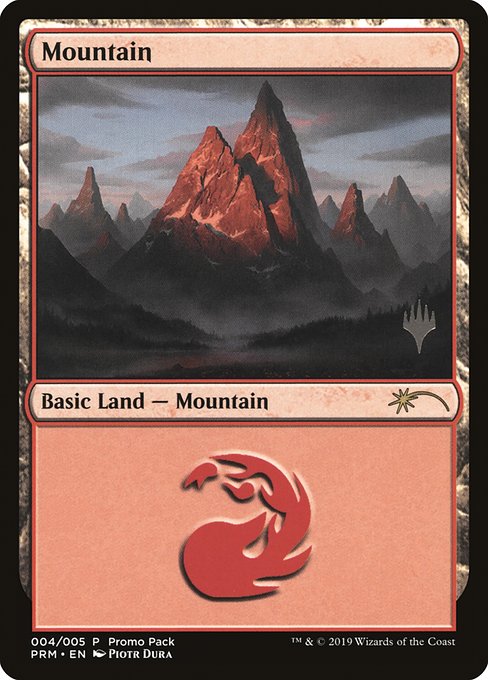 Mountain
Basic Land — Mountain
004/005 P Promo Pack
™ & © 2019 Wizards of the Coast
PRM • EN Piotr Dura